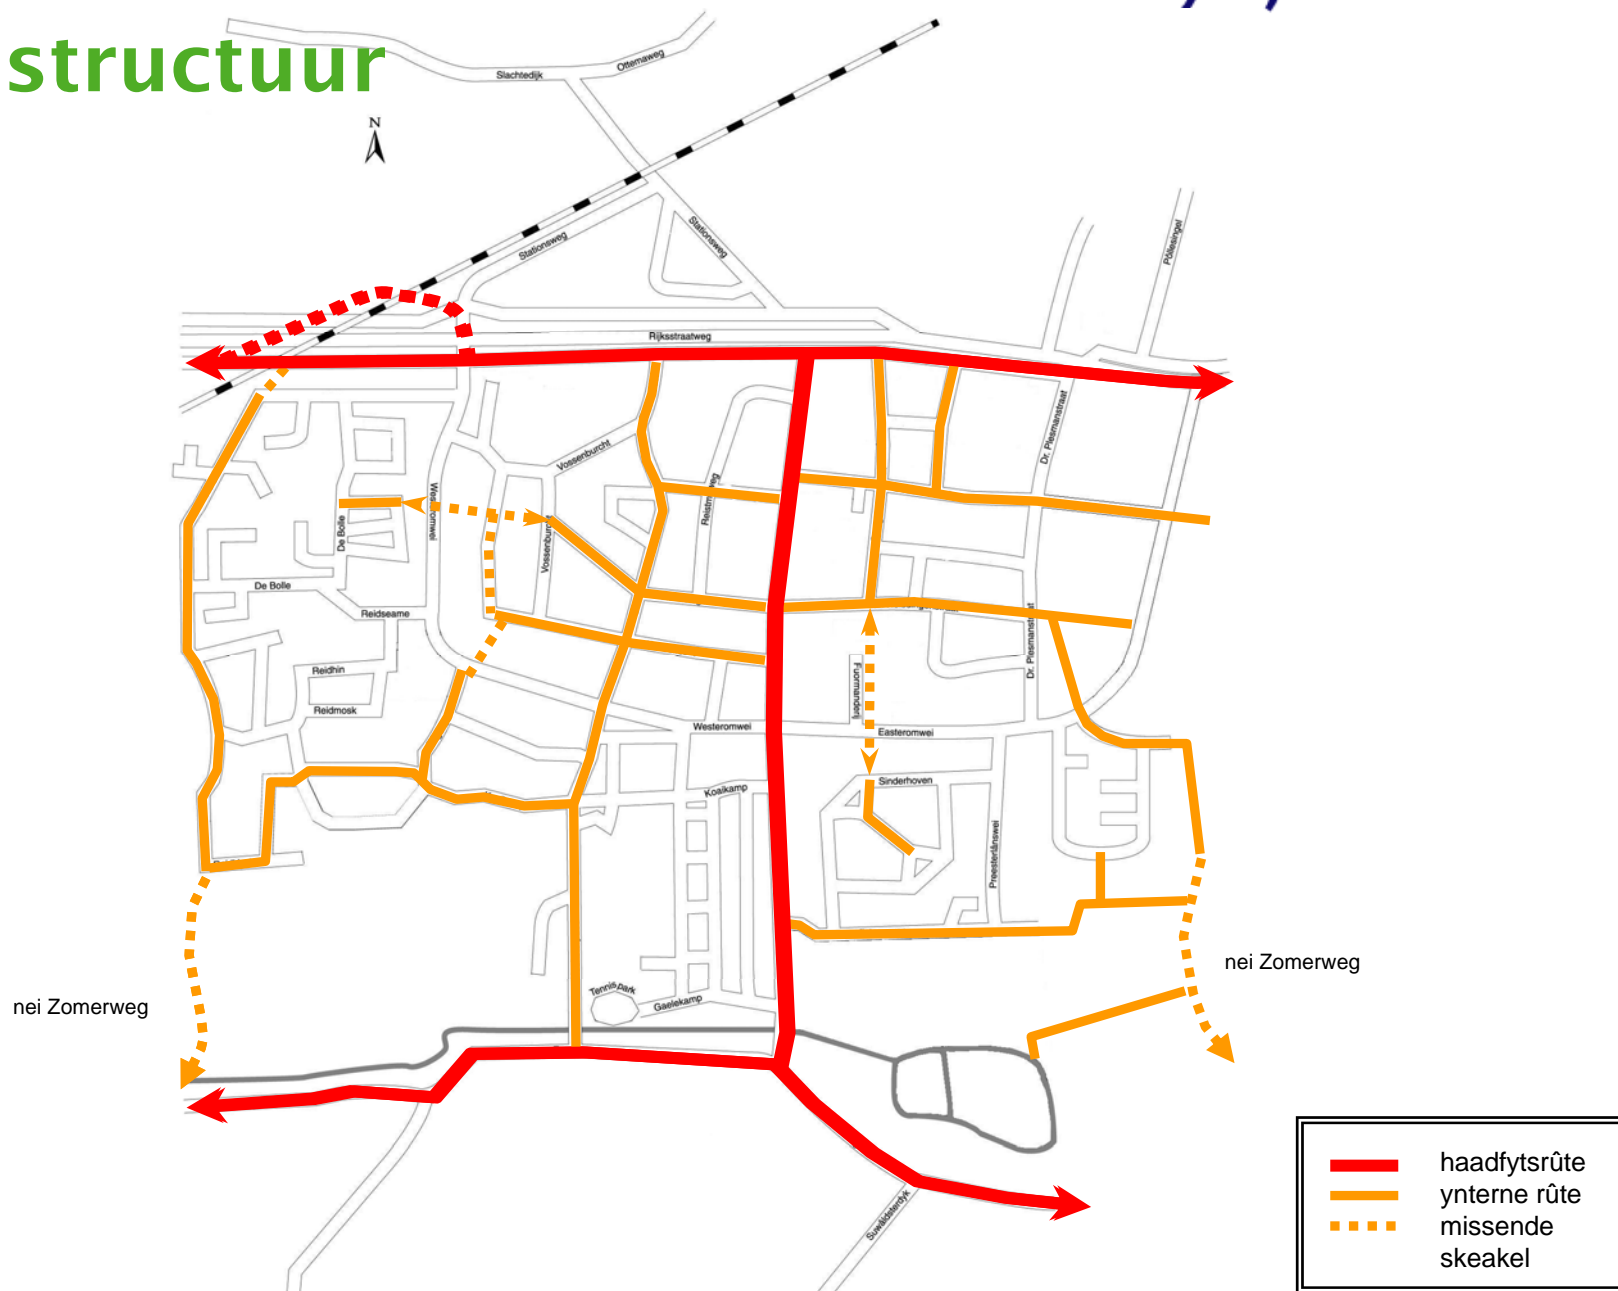 structuur
Slachtedijk
Ottemaweg
N
Stationsweg
Stationsweg
Pôllesingel
Rijksstraatweg
Dr. Plesmanstraat
Vossenburcht
Westeromwei
De Bolle
Vossenburcht
De Bolle
Reidseame
Dr. Plesmanstraat
Reidhin
Fuormanderij
Reidmosk
Westeromwei
Easteromwei
Sinderhoven
Koaikamp
Preesterlânswei
nei Zomerweg
Tennispark
Gaelekamp
nei Zomerweg
Suwâldsterdyk
haadfytsrûte
ynterne rûte
missende
skeakel